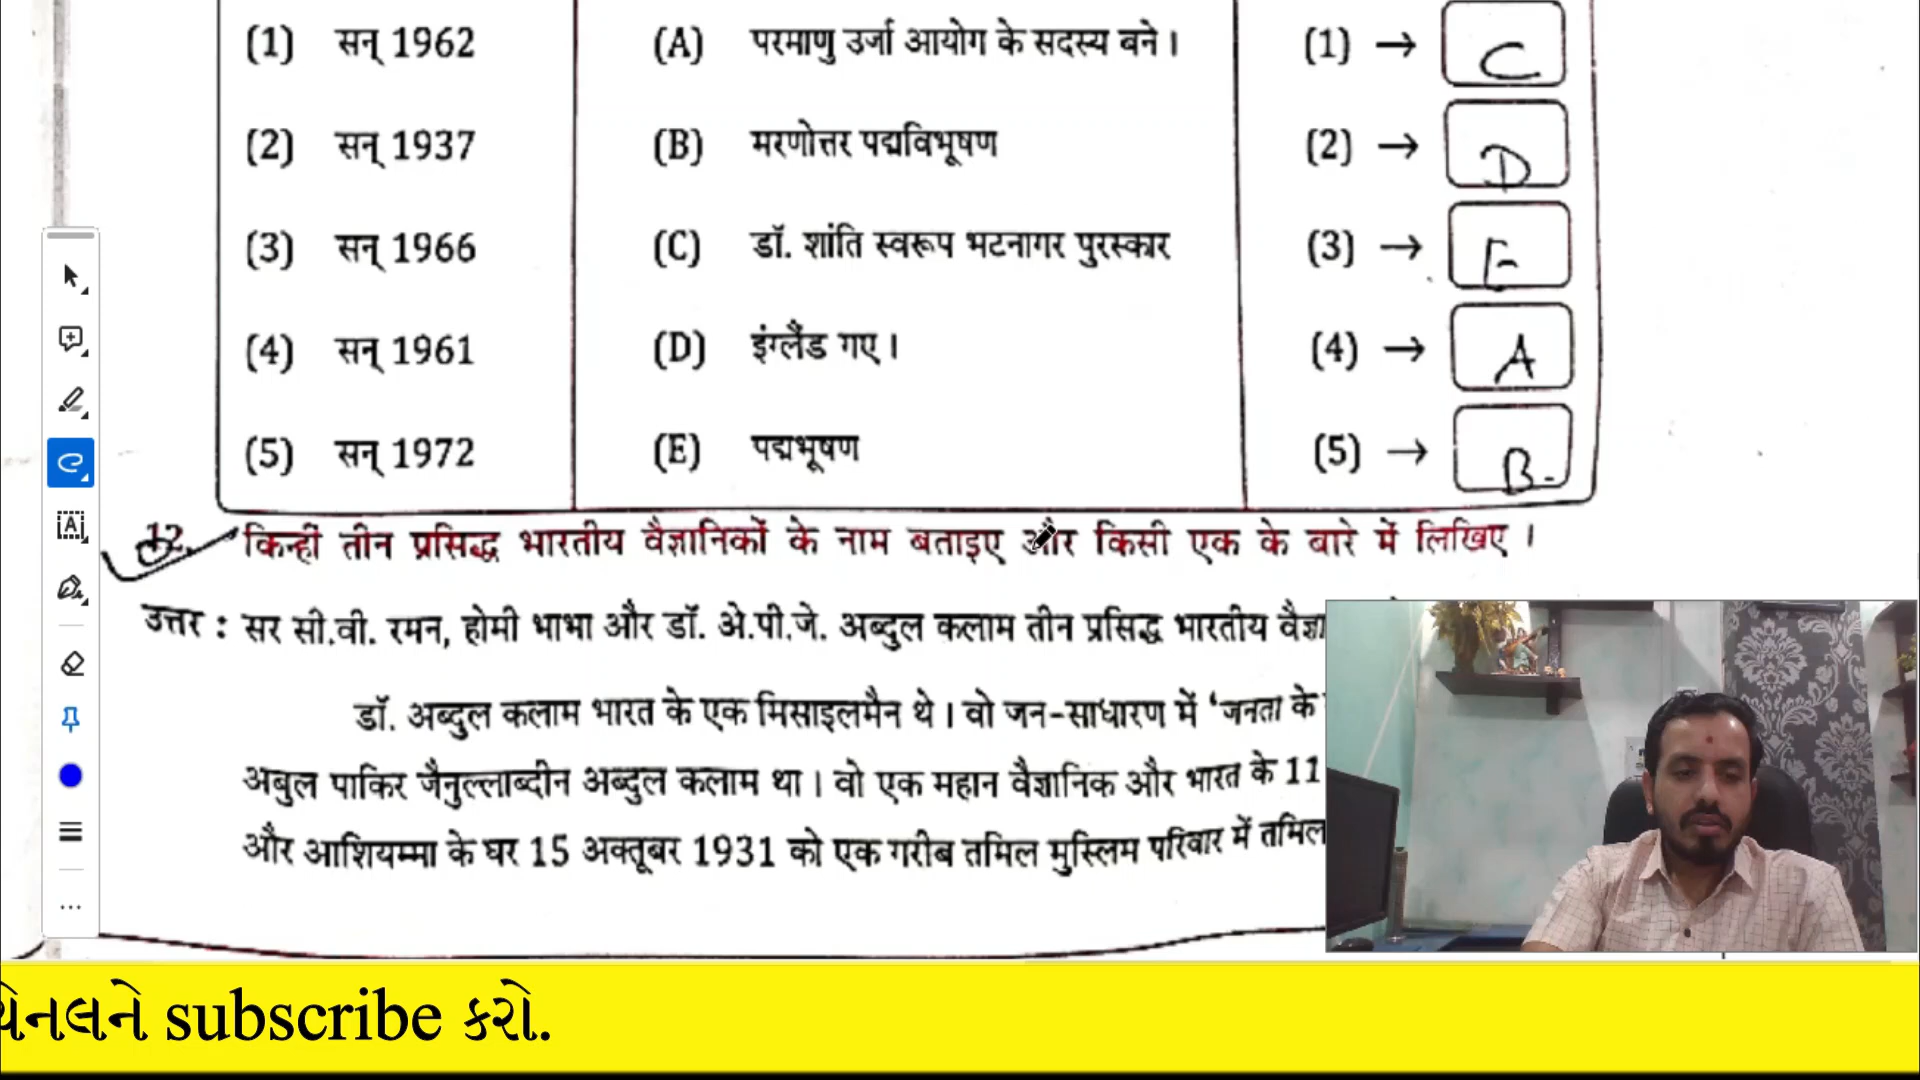 (1) सन् 1962 (A) परमाणु उर्जा आयोग के सदस्य बने। (1) → C
(2) सन् 1937 (B) मरणोत्तर पद्मविभूषण (2) → D
(3) सन् 1966 (C) डॉ. शांति स्वरूप भटनागर पुरस्कार (3) → E
(4) सन् 1961 (D) इंग्लैंड गए। (4) → A
(5) सन् 1972 (E) पद्मभूषण (5) → B
12. किन्हीं तीन प्रसिद्ध भारतीय वैज्ञानिकों के नाम बताइए और किसी एक के बारे में लिखिए।
उत्तर : सर सी.वी. रमन, होमी भाभा और डॉ. ओ.पी.जे. अब्दुल कलाम तीन प्रसिद्ध भारतीय
डॉ. अब्दुल कलाम भारत के एक मिसाइलमैन थे। वो जन-साधारण में 'जनता के
अबुल पाकिर जैनुल्लाब्दीन अब्दुल कलाम था। वो एक महान वैज्ञानिक और भारत के 11
और आशियम्मा के घर 15 अक्तूबर 1931 को एक गरीब तमिल मुस्लिम परिवार में तमिल
subscribe કરો.